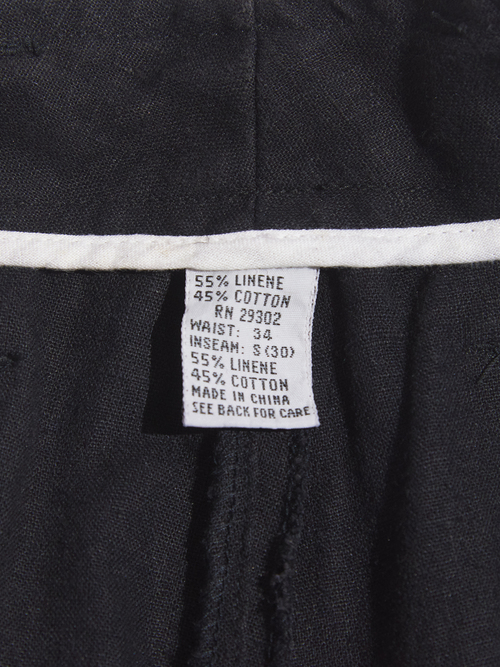 55% LINENE
45% COTTON
RN 29302
WAIST: 34
INSEAM: S (30)
55% LINENE
45% COTTON
MADE IN CHINA
SEE BACK FOR CARE